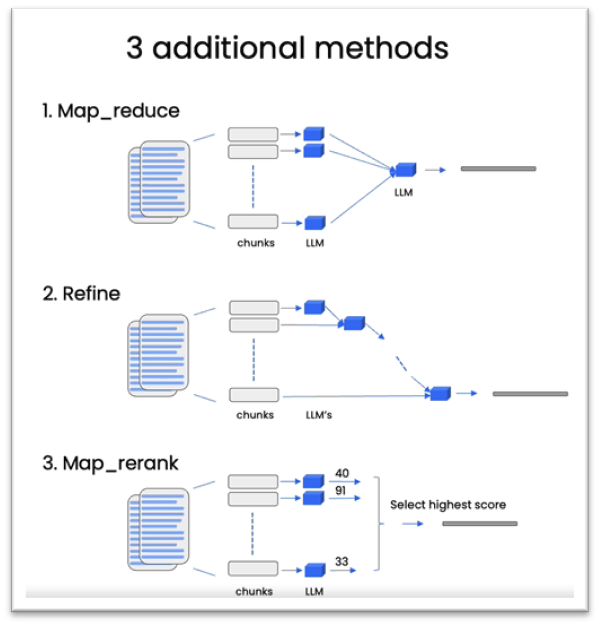 3 additional methods
1. Map_reduce
LLM
chunks
LLM
2. Refine
chunks
LLM's
3. Map_rerank
40
91
Select highest score
33
chunks
LLM